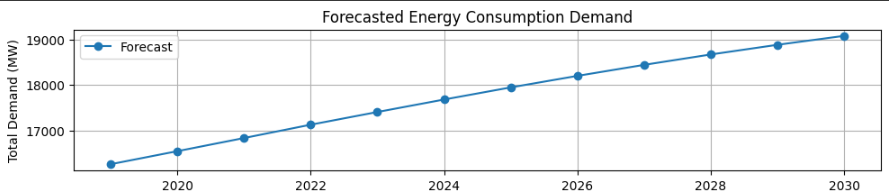 Forecasted Energy Consumption Demand
Total Demand (MW)
19000
18000
17000
Forecast
2020 2022 2024 2026 2028 2030